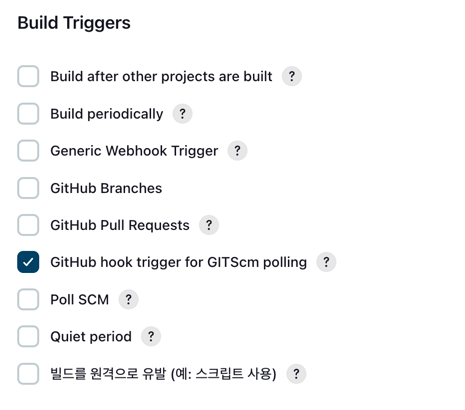 Build Triggers
Build after other projects are built ?
Build periodically ?
Generic Webhook Trigger ?
GitHub Branches
GitHub Pull Requests ?
GitHub hook trigger for GITScm polling ?
Poll SCM ?
Quiet period ?
빌드를 원격으로 유발 (예: 스크립트 사용) ?